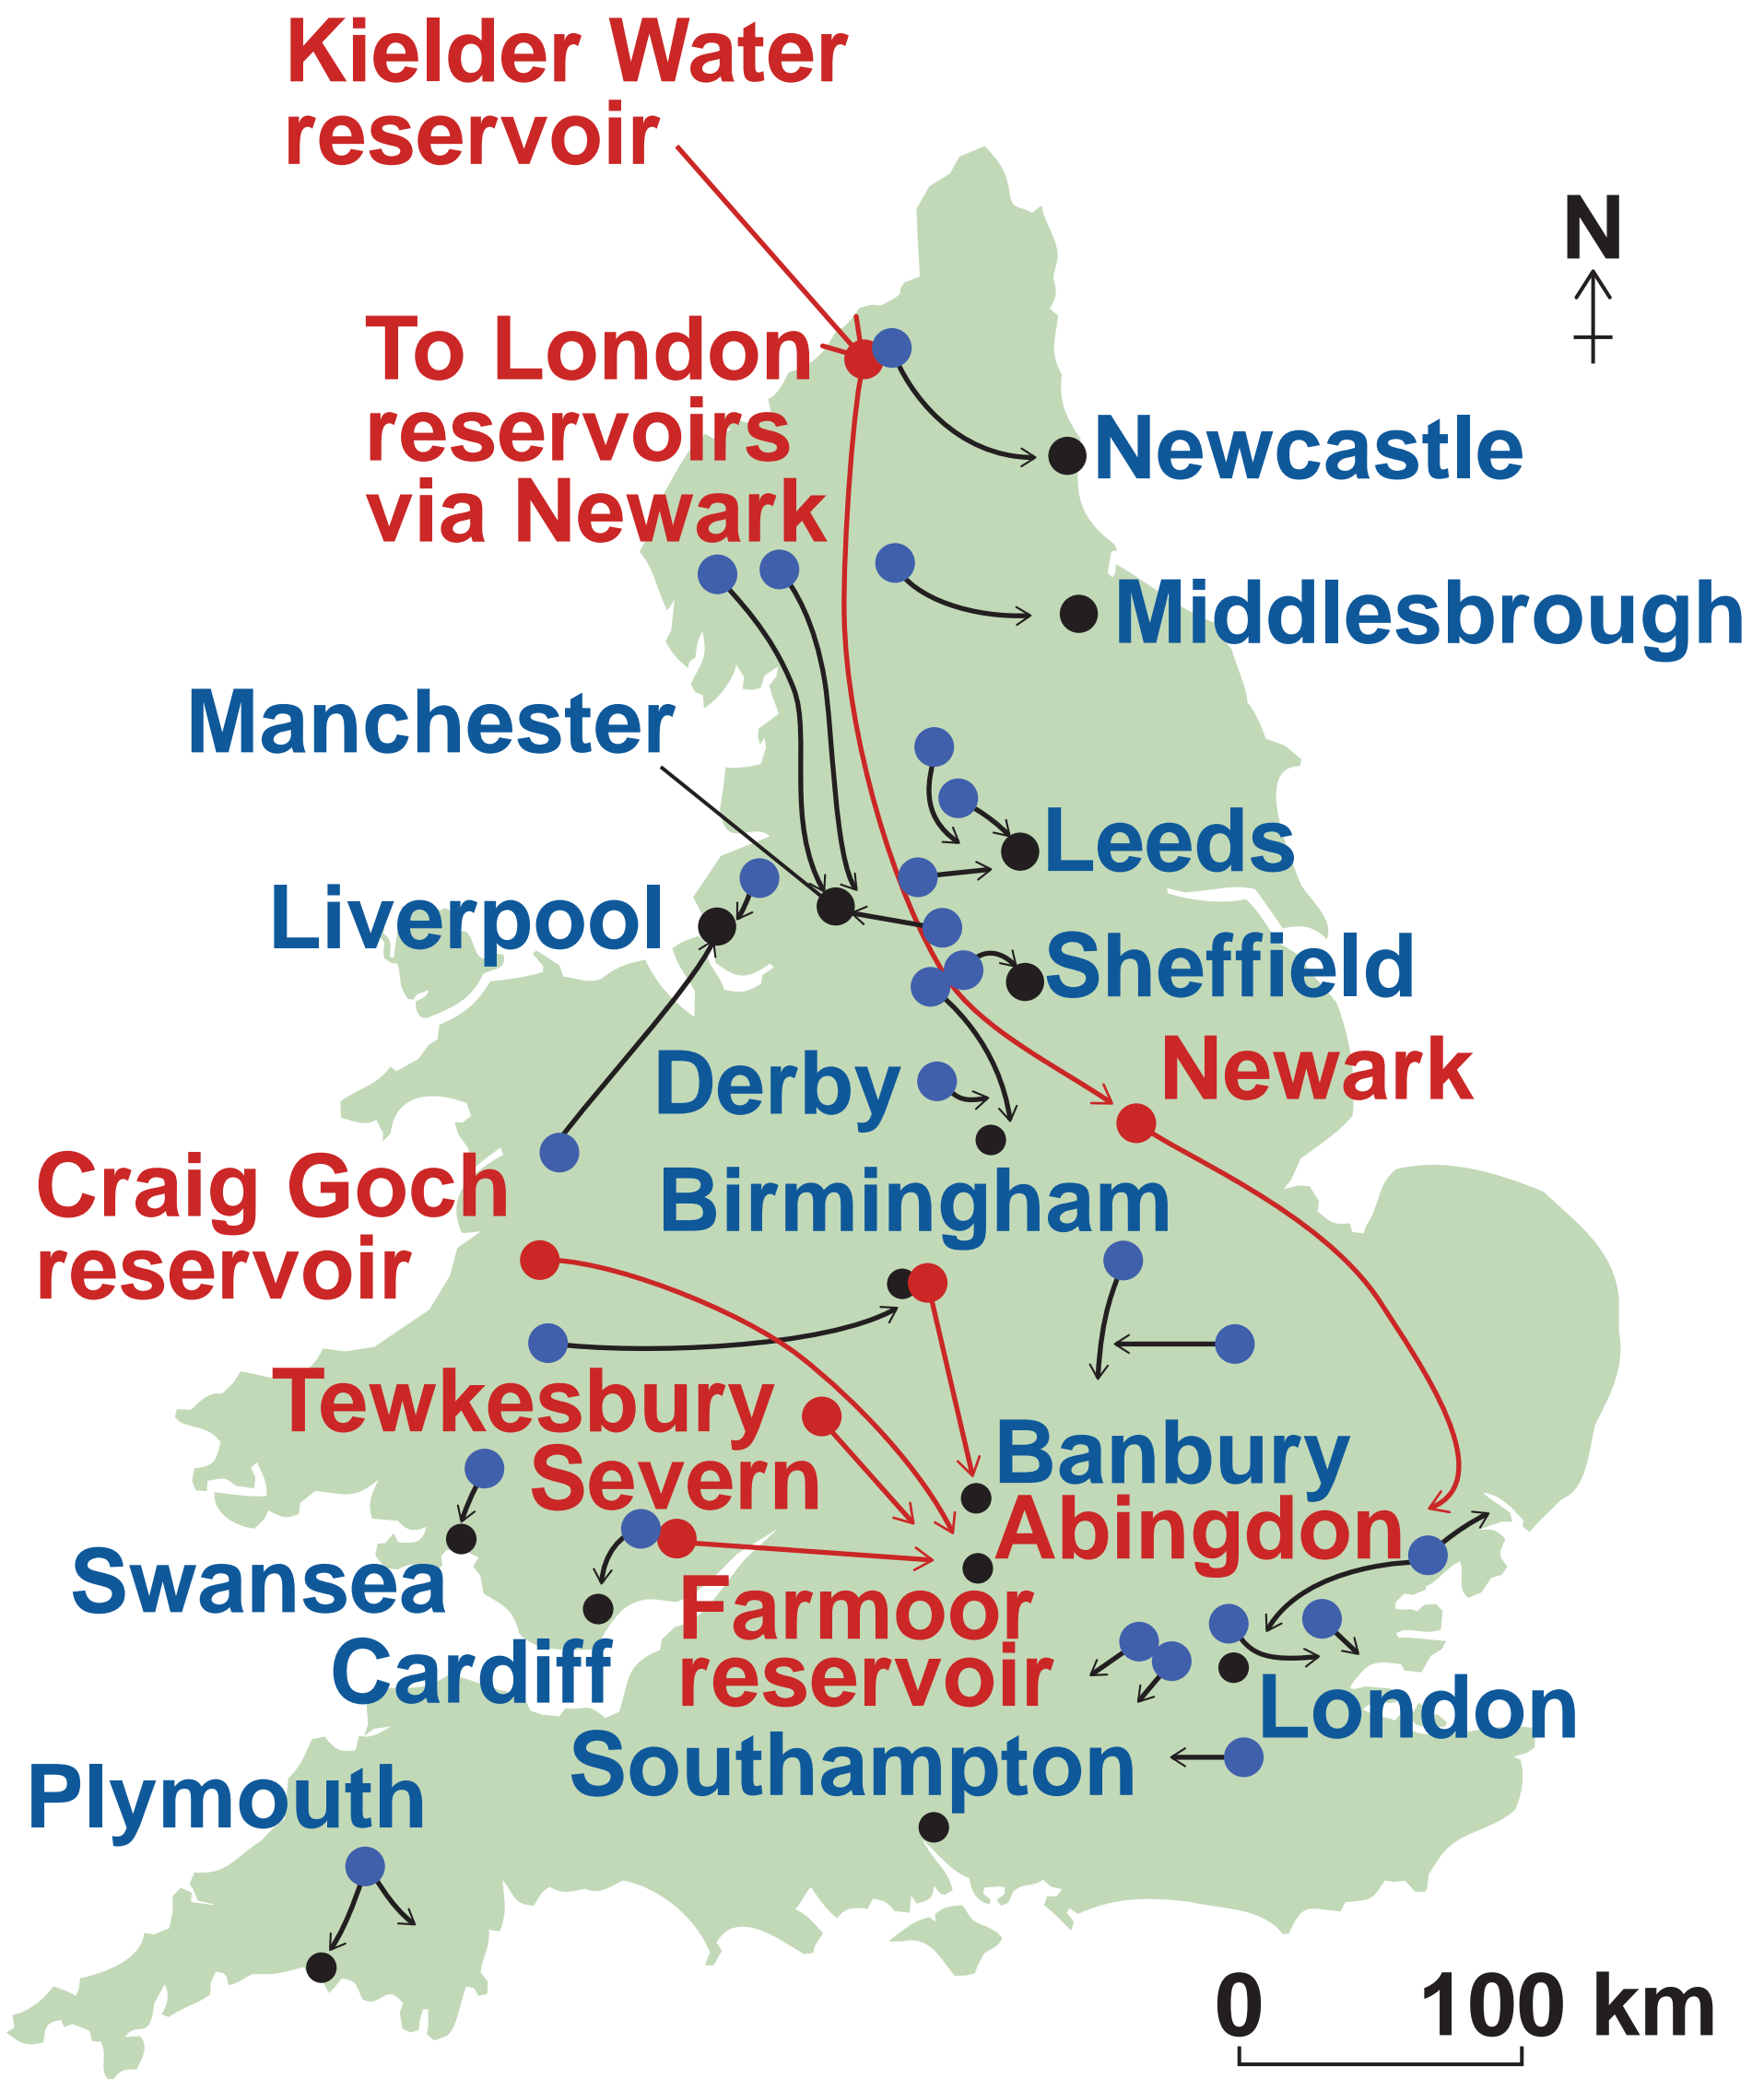 Kielder Water
reservoir
N
To London
reservoirs
via Newark
Newcastle
Middlesbrough
Manchester
Leeds
Liverpool
Sheffield
Newark
Derby
Craig Goch
reservoir
Birmingham
Tewkesbury
Severn
Banbury
Abingdon
Swansea
Farmoor
reservoir
Cardiff
London
Southampton
Plymouth
0 100 km